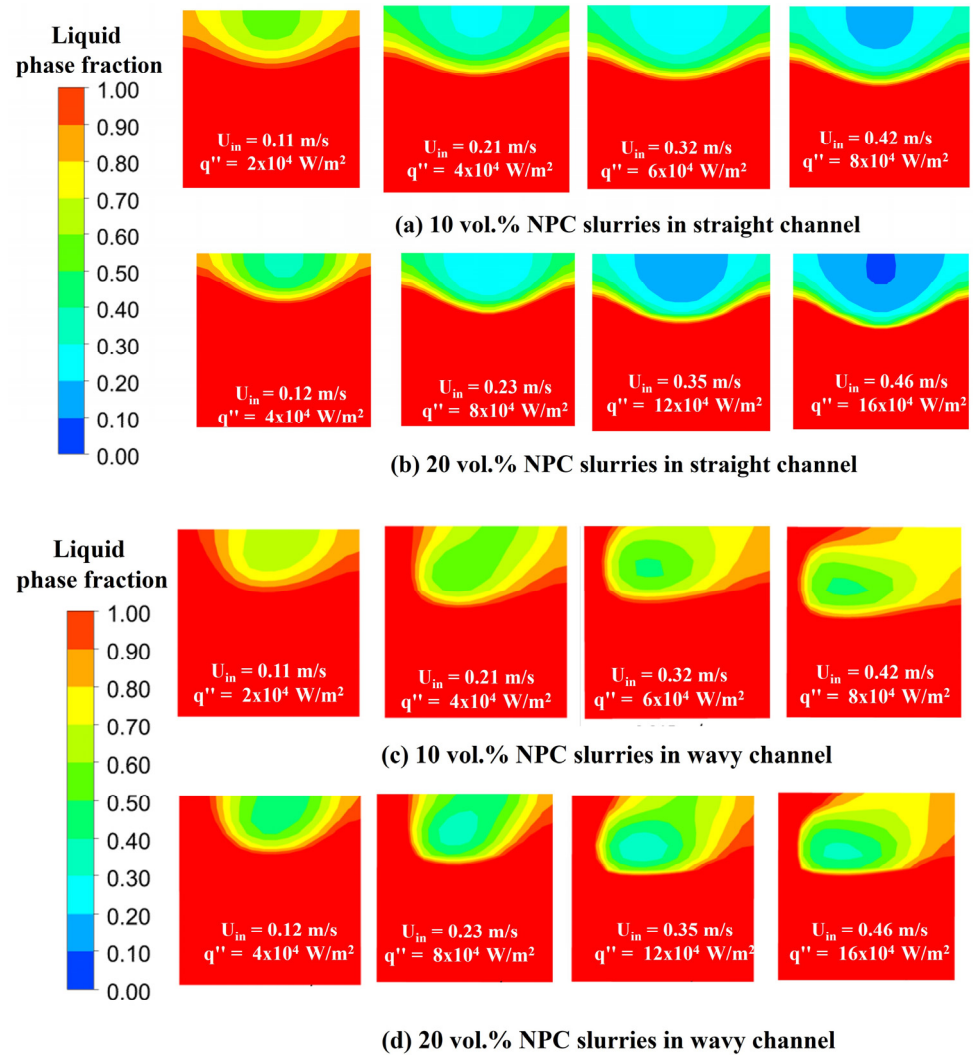 Liquid
phase fraction
1.00
0.90
0.80
0.70
0.60
0.50
0.40
0.30
0.20
0.10
0.00
Uin = 0.11 m/s
q'' = 2x10⁴ W/m²
Uin = 0.21 m/s
q'' = 4x10⁴ W/m²
Uin = 0.32 m/s
q'' = 6x10⁴ W/m²
Uin = 0.42 m/s
q'' = 8x10⁴ W/m²
(a) 10 vol.% NPC slurries in straight channel
Uin = 0.12 m/s
q'' = 4x10⁴ W/m²
Uin = 0.23 m/s
q'' = 8x10⁴ W/m²
Uin = 0.35 m/s
q'' = 12x10⁴ W/m²
Uin = 0.46 m/s
q'' = 16x10⁴ W/m²
(b) 20 vol.% NPC slurries in straight channel
Liquid
phase fraction
1.00
0.90
0.80
0.70
0.60
0.50
0.40
0.30
0.20
0.10
0.00
Uin = 0.11 m/s
q'' = 2x10⁴ W/m²
Uin = 0.21 m/s
q'' = 4x10⁴ W/m²
Uin = 0.32 m/s
q'' = 6x10⁴ W/m²
Uin = 0.42 m/s
q'' = 8x10⁴ W/m²
(c) 10 vol.% NPC slurries in wavy channel
Uin = 0.12 m/s
q'' = 4x10⁴ W/m²
Uin = 0.23 m/s
q'' = 8x10⁴ W/m²
Uin = 0.35 m/s
q'' = 12x10⁴ W/m²
Uin = 0.46 m/s
q'' = 16x10⁴ W/m²
(d) 20 vol.% NPC slurries in wavy channel